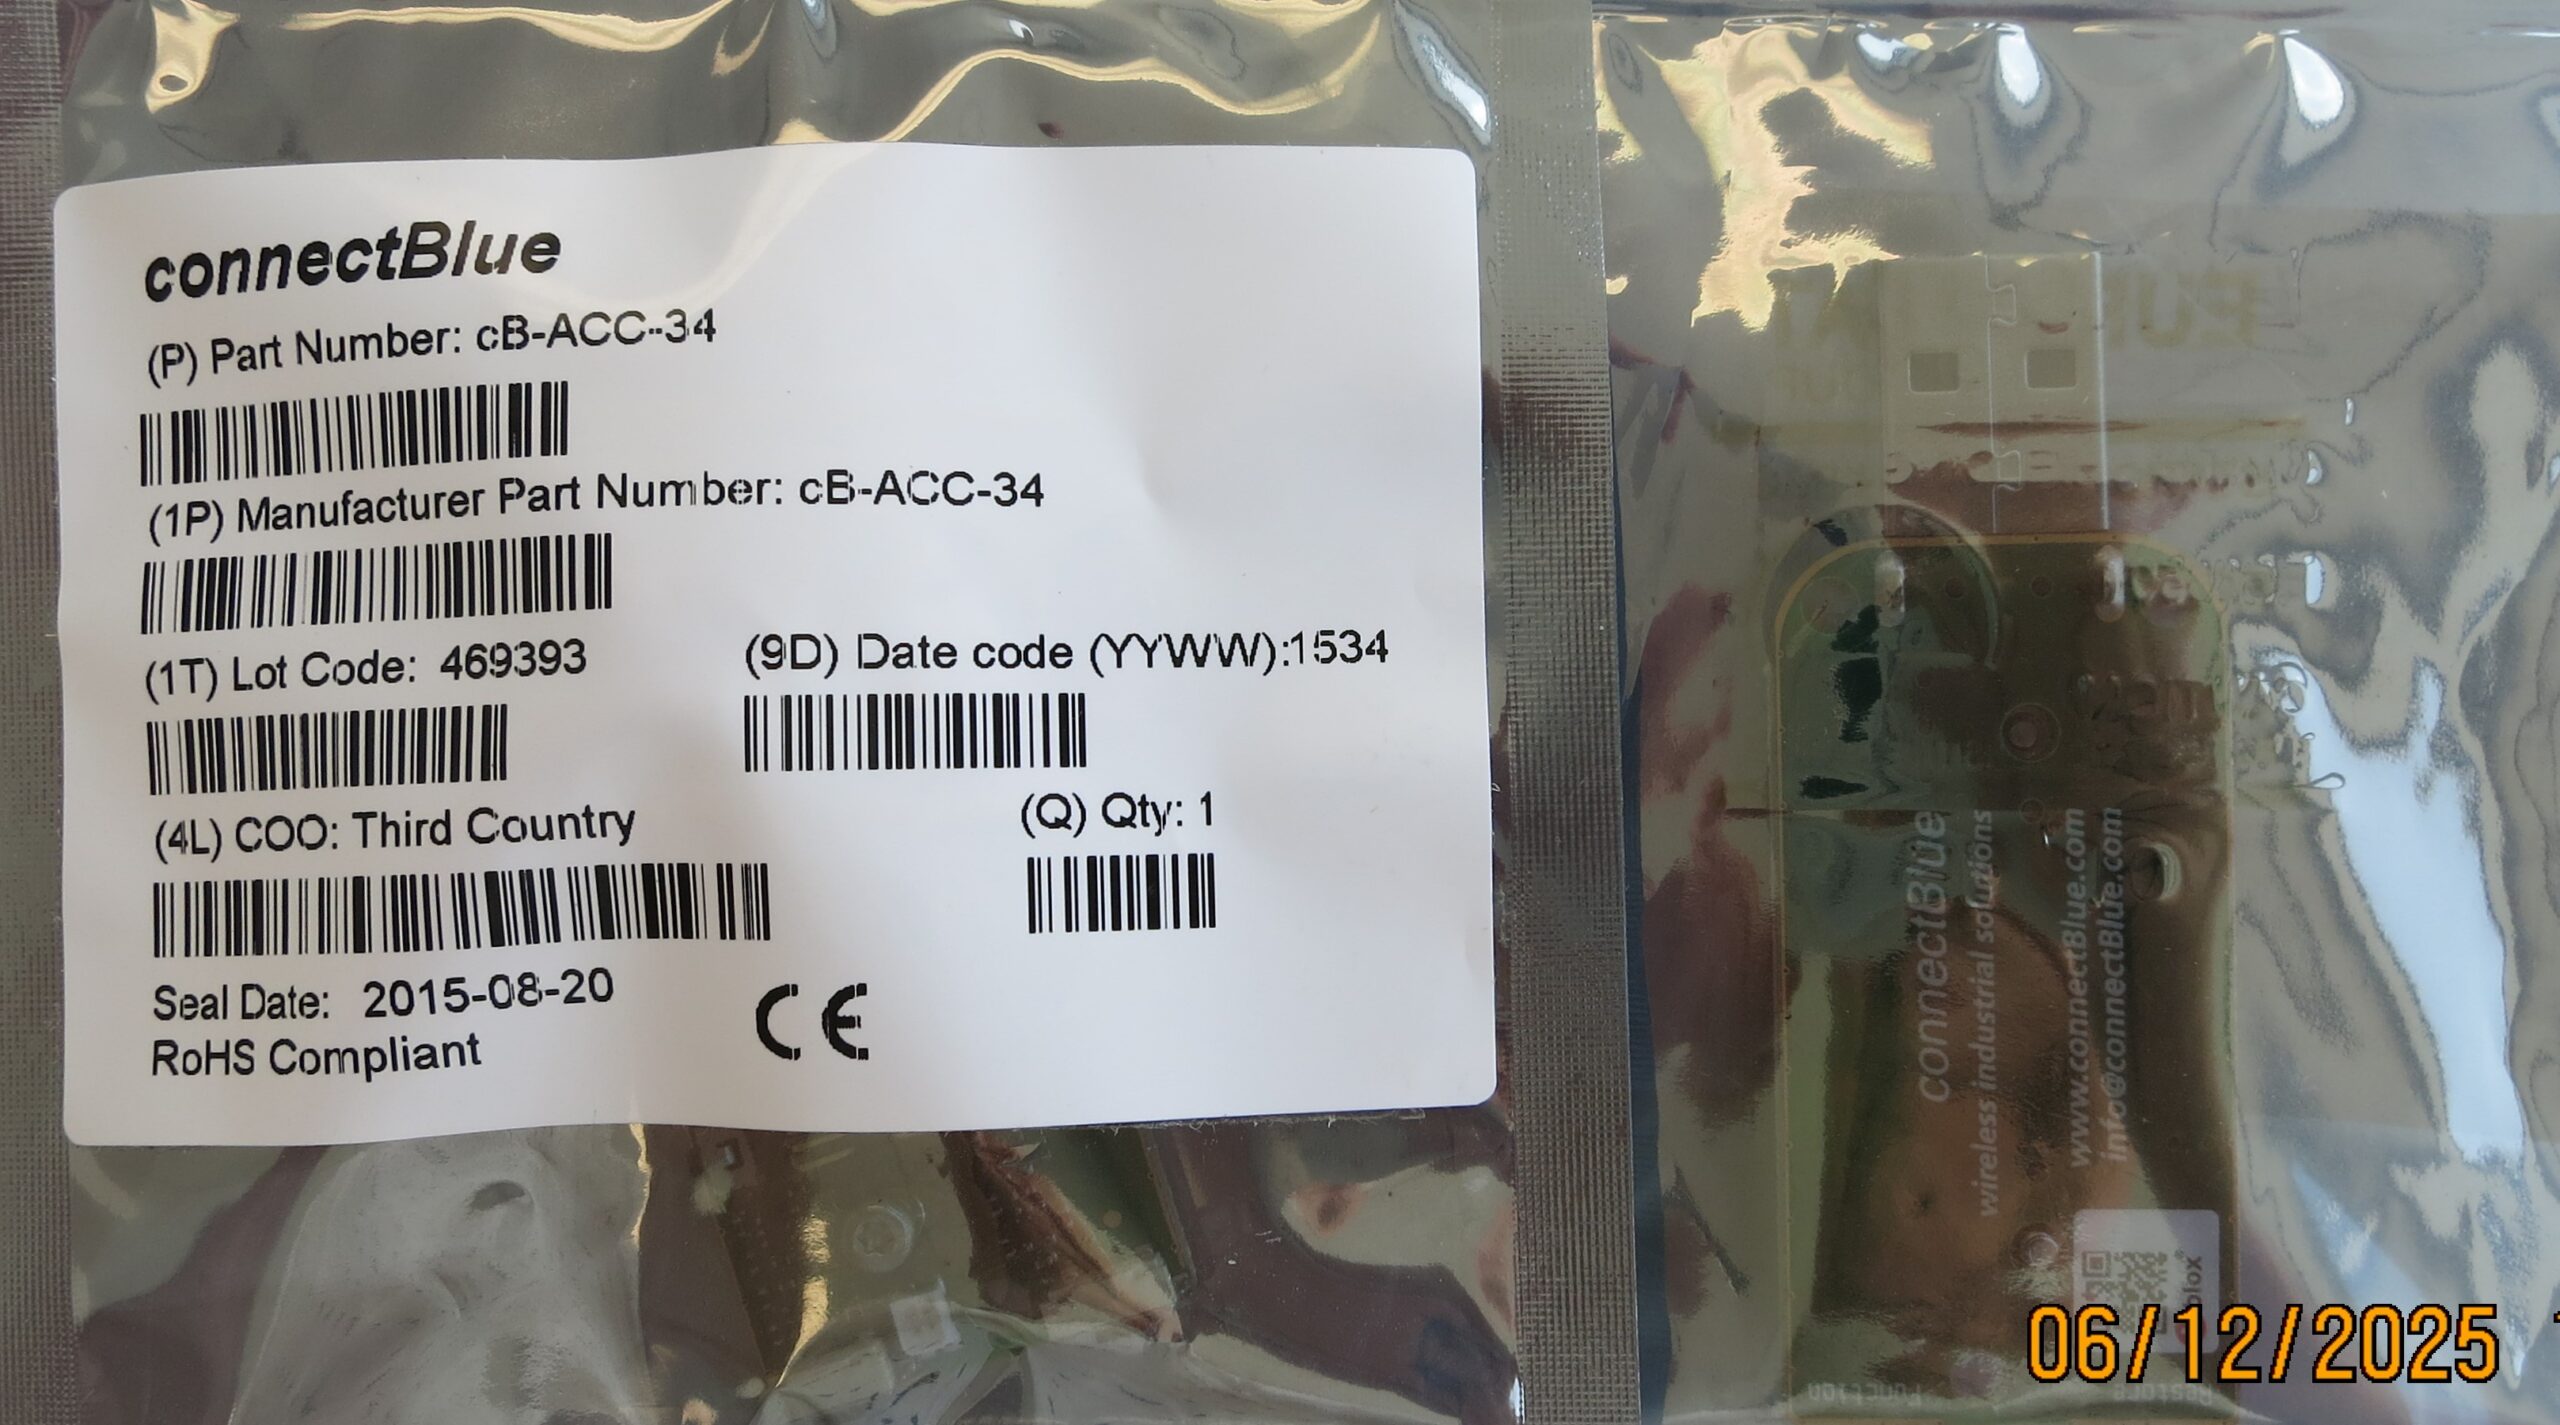 connectBlue
(P) Part Number: cB-ACC-34
(1P) Manufacturer Part Number: cB-ACC-34
(1T) Lot Code: 469393
(9D) Date code (YYWW):1534
(4L) COO: Third Country
(Q) Qty: 1
Seal Date: 2015-08-20
RoHS Compliant
CE
connectBlue
wireless industrial solutions
www.connectBlue.com
info@connectBlue.com
Function
Restore
06/12/2025